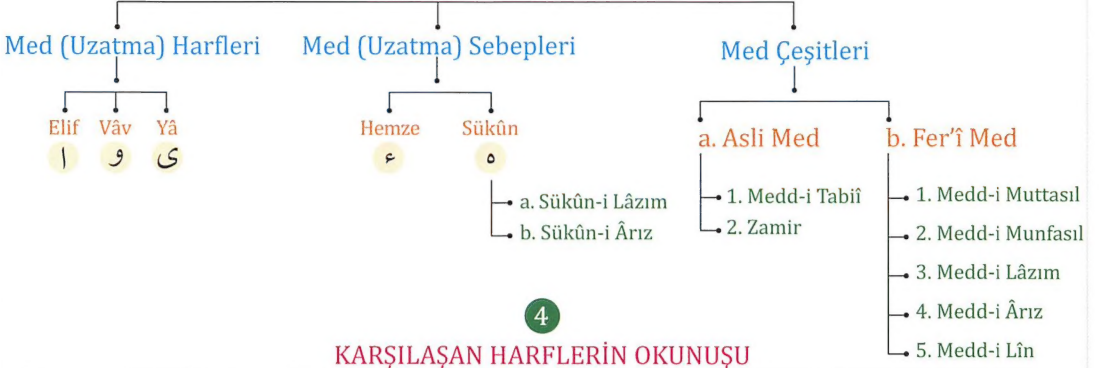 Med (Uzatma) Harfleri
Elif Vâv Yâ
ا و ى
Med (Uzatma) Sebepleri
Hemze Sükûn
ء ه
a. Sükûn-i Lâzım
b. Sükûn-i Ârız
Med Çeşitleri
a. Asli Med
1. Medd-i Tabiî
2. Zamir
b. Fer'î Med
1. Medd-i Muttasıl
2. Medd-i Munfasıl
3. Medd-i Lâzım
4. Medd-i Ârız
5. Medd-i Lîn
4
KARŞILAŞAN HARFLERİN OKUNUŞU